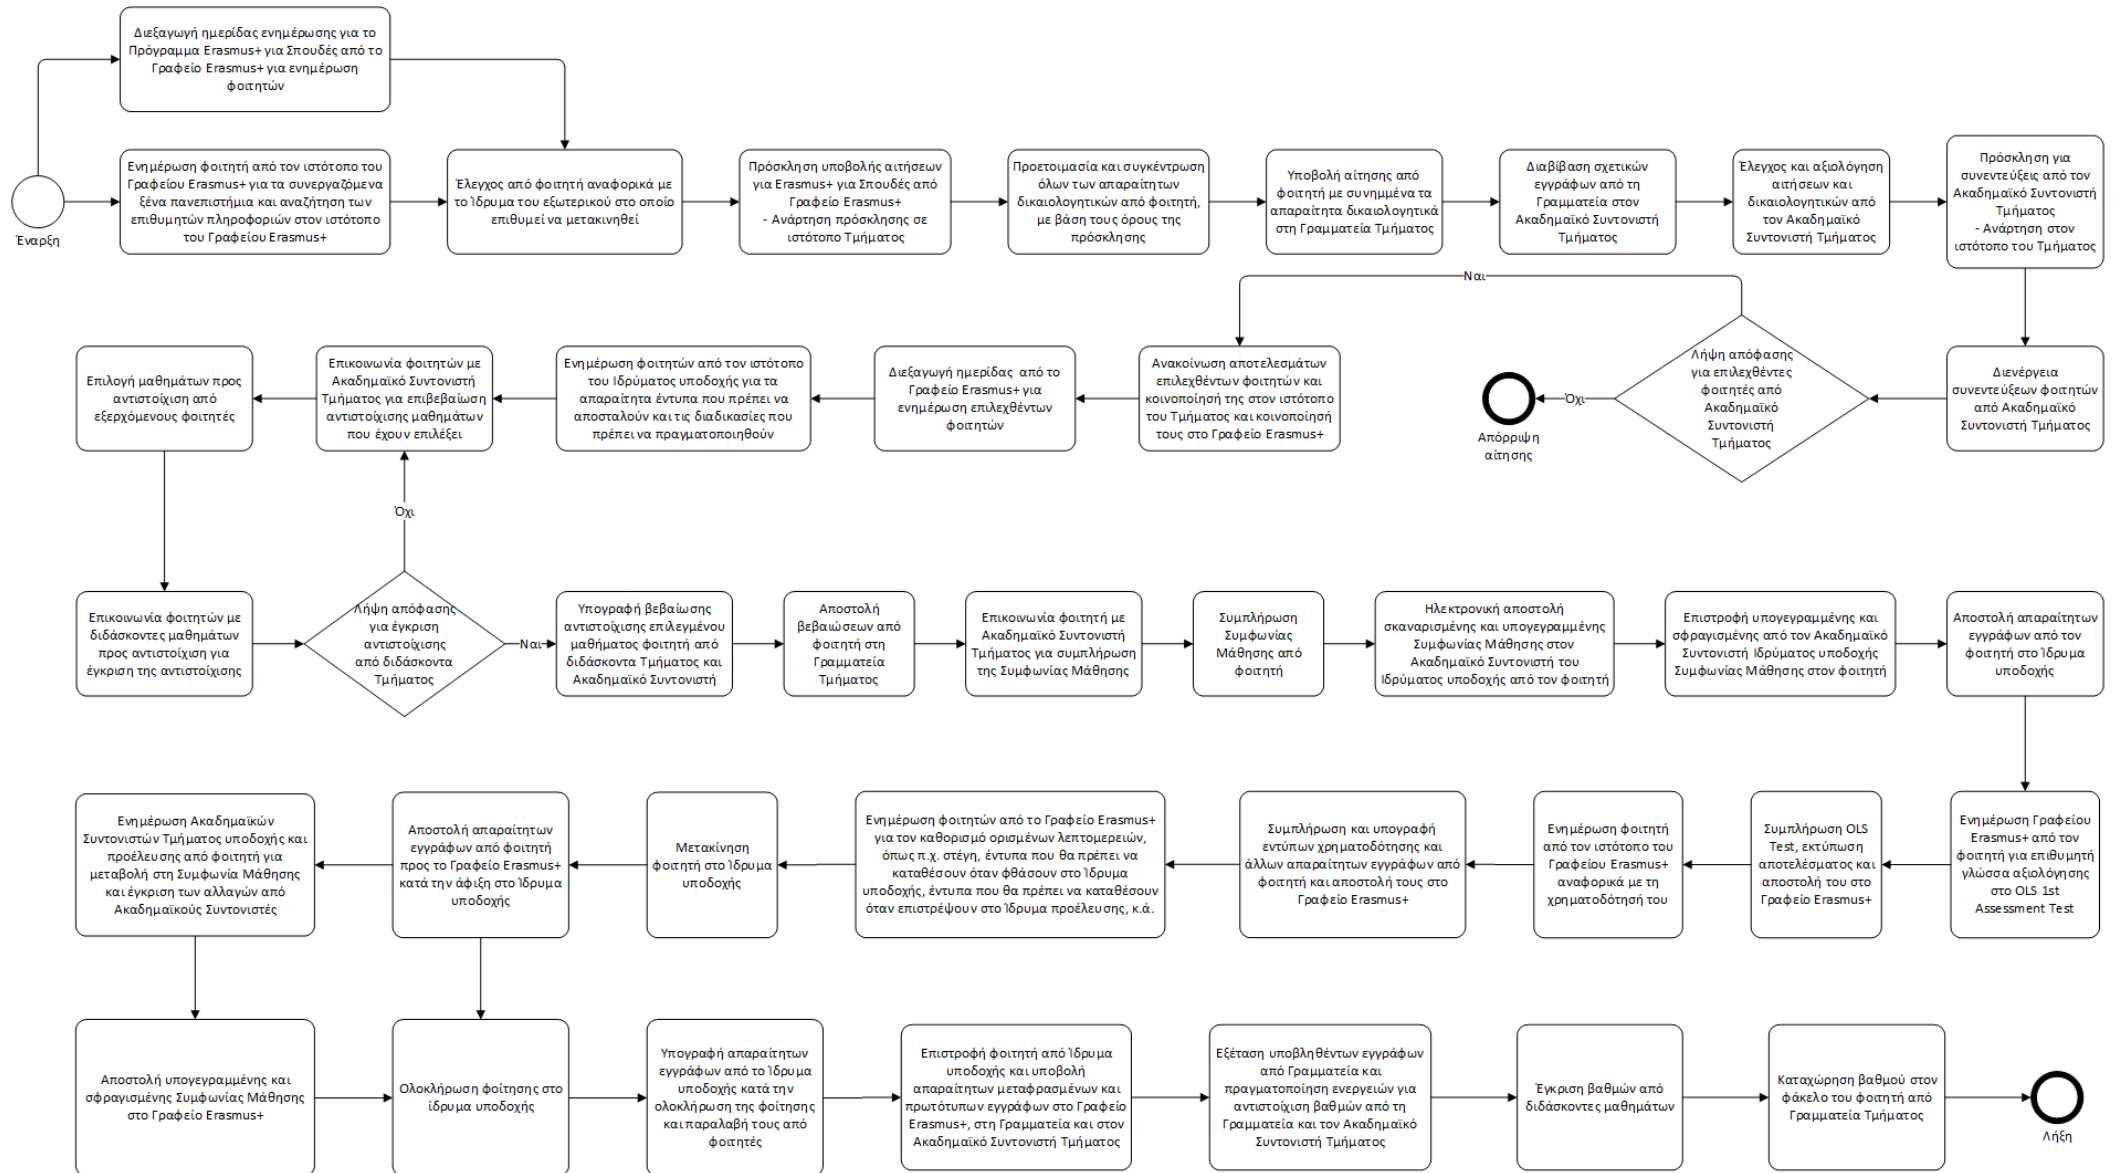 Διεξαγωγή ημερίδας ενημέρωσης για το
Πρόγραμμα Erasmus+ για Σπουδές από το
Γραφείο Erasmus+ για ενημέρωση
φοιτητών
Έναρξη
Ενημέρωση φοιτητή από τον ιστότοπο του
Γραφείου Erasmus+ για τα συνεργαζόμενα
ξένα πανεπιστήμια και αναζήτηση των
επιθυμητών πληροφοριών στον ιστότοπο
του Γραφείου Erasmus+
Έλεγχος από φοιτητή αναφορικά με
το Ίδρυμα του εξωτερικού στο οποίο
επιθυμεί να μετακινηθεί
Πρόσκληση υποβολής αιτήσεων
για Erasmus+ για Σπουδές από
Γραφείο Erasmus+
- Ανάρτηση πρόσκλησης σε
ιστότοπο Τμήματος
Προετοιμασία και συγκέντρωση
όλων των απαραίτητων
δικαιολογητικών από φοιτητή,
με βάση τους όρους της
πρόσκλησης
Υποβολή αίτησης από
φοιτητή με συνημμένα τα
απαραίτητα δικαιολογητικά
στη Γραμματεία Τμήματος
Διαβίβαση σχετικών
εγγράφων από τη
Γραμματεία στον
Ακαδημαϊκό Συντονιστή
Τμήματος
Έλεγχος και αξιολόγηση
αιτήσεων και
δικαιολογητικών από
τον Ακαδημαϊκό
Συντονιστή Τμήματος
Πρόσκληση για
συνεντεύξεις από τον
Ακαδημαϊκό Συντονιστή
Τμήματος
- Ανάρτηση στον
ιστότοπο του Τμήματος
Διενέργεια
συνεντεύξεων φοιτητών
από Ακαδημαϊκό
Συντονιστή Τμήματος
Λήψη απόφασης
για επιλεχθέντες
φοιτητές από
Ακαδημαϊκό
Συντονιστή
Τμήματος
Ναι
Όχι
Απόρριψη
αίτησης
Ανακοίνωση αποτελεσμάτων
επιλεχθέντων φοιτητών και
κοινοποίησή της στον ιστότοπο
του Τμήματος και κοινοποίησή
τους στο Γραφείο Erasmus+
Διεξαγωγή ημερίδας από το
Γραφείο Erasmus+ για
ενημέρωση επιλεχθέντων
φοιτητών
Ενημέρωση φοιτητών από τον ιστότοπο
του Ιδρύματος υποδοχής για τα
απαραίτητα έντυπα που πρέπει να
αποσταλούν και τις διαδικασίες που
πρέπει να πραγματοποιηθούν
Επικοινωνία φοιτητών με
Ακαδημαϊκό Συντονιστή
Τμήματος για επιβεβαίωση
αντιστοίχισης μαθημάτων
που έχουν επιλέξει
Επιλογή μαθημάτων προς
αντιστοίχιση από
εξερχόμενους φοιτητές
Επικοινωνία φοιτητών με
διδάσκοντες μαθημάτων
προς αντιστοίχιση για
έγκριση της αντιστοίχισης
Όχι
Λήψη απόφασης
για έγκριση
αντιστοίχισης
από διδάσκοντα
Τμήματος
Ναι
Υπογραφή βεβαίωσης
αντιστοίχισης επιλεγμένου
μαθήματος φοιτητή από
διδάσκοντα Τμήματος και
Ακαδημαϊκό Συντονιστή
Αποστολή
βεβαιώσεων από
φοιτητή στη
Γραμματεία
Τμήματος
Επικοινωνία φοιτητή με
Ακαδημαϊκό Συντονιστή
Τμήματος για συμπλήρωση
της Συμφωνίας Μάθησης
Συμπλήρωση
Συμφωνίας
Μάθησης από
φοιτητή
Ηλεκτρονική αποστολή
σκαναρισμένης και υπογεγραμμένης
Συμφωνίας Μάθησης στον
Ακαδημαϊκό Συντονιστή του
Ιδρύματος υποδοχής από τον φοιτητή
Επιστροφή υπογεγραμμένης και
σφραγισμένης από τον Ακαδημαϊκό
Συντονιστή Ιδρύματος υποδοχής
Συμφωνίας Μάθησης στον φοιτητή
Αποστολή απαραίτητων
εγγράφων από τον
φοιτητή στο Ίδρυμα
υποδοχής
Ενημέρωση Γραφείου
Erasmus+ από τον
φοιτητή για επιθυμητή
γλώσσα αξιολόγησης
στο OLS 1st
Assessment Test
Συμπλήρωση OLS
Test, εκτύπωση
αποτελέσματος και
αποστολή του στο
Γραφείο Erasmus+
Ενημέρωση φοιτητή
από τον ιστότοπο του
Γραφείου Erasmus+
αναφορικά με τη
χρηματοδότησή του
Συμπλήρωση και υπογραφή
εντύπων χρηματοδότησης και
άλλων απαραίτητων εγγράφων από
φοιτητή και αποστολή τους στο
Γραφείο Erasmus+
Ενημέρωση φοιτητών από το Γραφείο Erasmus+
για τον καθορισμό ορισμένων λεπτομερειών,
όπως π.χ. στέγη, έντυπα που θα πρέπει να
καταθέσουν όταν φθάσουν στο Ίδρυμα
υποδοχής, έντυπα που θα πρέπει να καταθέσουν
όταν επιστρέψουν στο Ίδρυμα προέλευσης, κ.ά.
Μετακίνηση
φοιτητή στο Ίδρυμα
υποδοχής
Αποστολή απαραίτητων
εγγράφων από φοιτητή
προς το Γραφείο Erasmus+
κατά την άφιξη στο Ίδρυμα
υποδοχής
Ενημέρωση Ακαδημαϊκών
Συντονιστών Τμήματος υποδοχής και
προέλευσης από φοιτητή για
μεταβολή στη Συμφωνία Μάθησης
και έγκριση των αλλαγών από
Ακαδημαϊκούς Συντονιστές
Αποστολή υπογεγραμμένης και
σφραγισμένης Συμφωνίας Μάθησης
στο Γραφείο Erasmus+
Ολοκλήρωση φοίτησης στο
ίδρυμα υποδοχής
Υπογραφή απαραίτητων
εγγράφων από το Ίδρυμα
υποδοχής κατά την
ολοκλήρωση της φοίτησης
και παραλαβή τους από
φοιτητές
Επιστροφή φοιτητή από Ίδρυμα
υποδοχής και υποβολή
απαραίτητων μεταφρασμένων και
πρωτότυπων εγγράφων στο Γραφείο
Erasmus+, στη Γραμματεία και στον
Ακαδημαϊκό Συντονιστή Τμήματος
Εξέταση υποβληθέντων εγγράφων
από Γραμματεία και
πραγματοποίηση ενεργειών για
αντιστοίχιση βαθμών από τη
Γραμματεία και τον Ακαδημαϊκό
Συντονιστή Τμήματος
Έγκριση βαθμών από
διδάσκοντες μαθημάτων
Καταχώρηση βαθμού στον
φάκελο του φοιτητή από
Γραμματεία Τμήματος
Λήξη